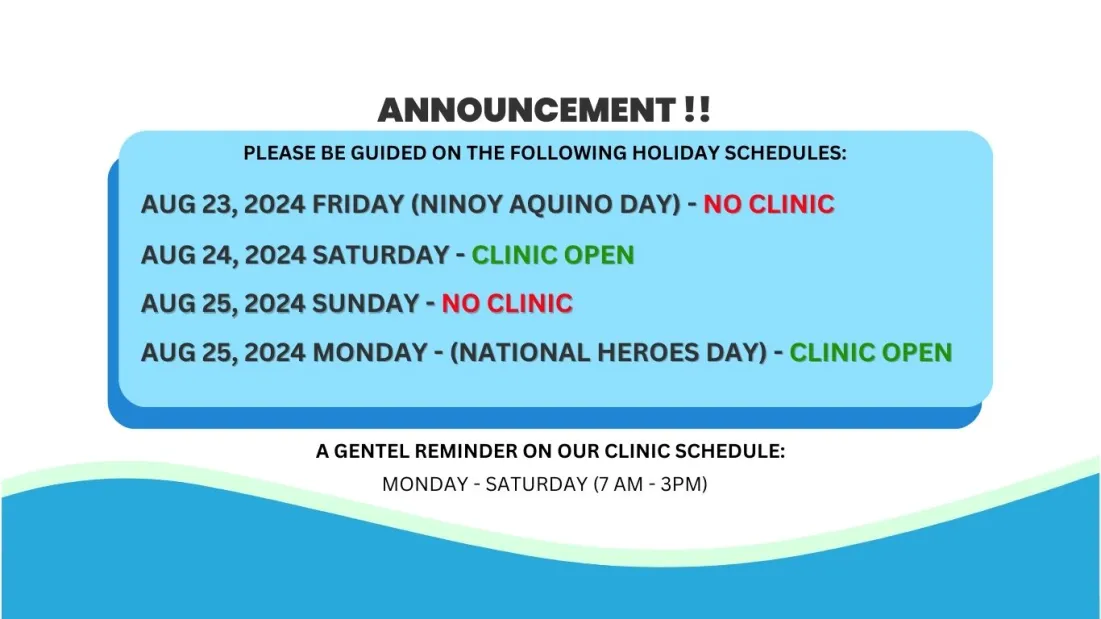 ANNOUNCEMENT !!
PLEASE BE GUIDED ON THE FOLLOWING HOLIDAY SCHEDULES:
AUG 23, 2024 FRIDAY (NINOY AQUINO DAY) - NO CLINIC
AUG 24, 2024 SATURDAY - CLINIC OPEN
AUG 25, 2024 SUNDAY - NO CLINIC
AUG 25, 2024 MONDAY - (NATIONAL HEROES DAY) - CLINIC OPEN
A GENTEL REMINDER ON OUR CLINIC SCHEDULE:
MONDAY - SATURDAY (7 AM - 3PM)